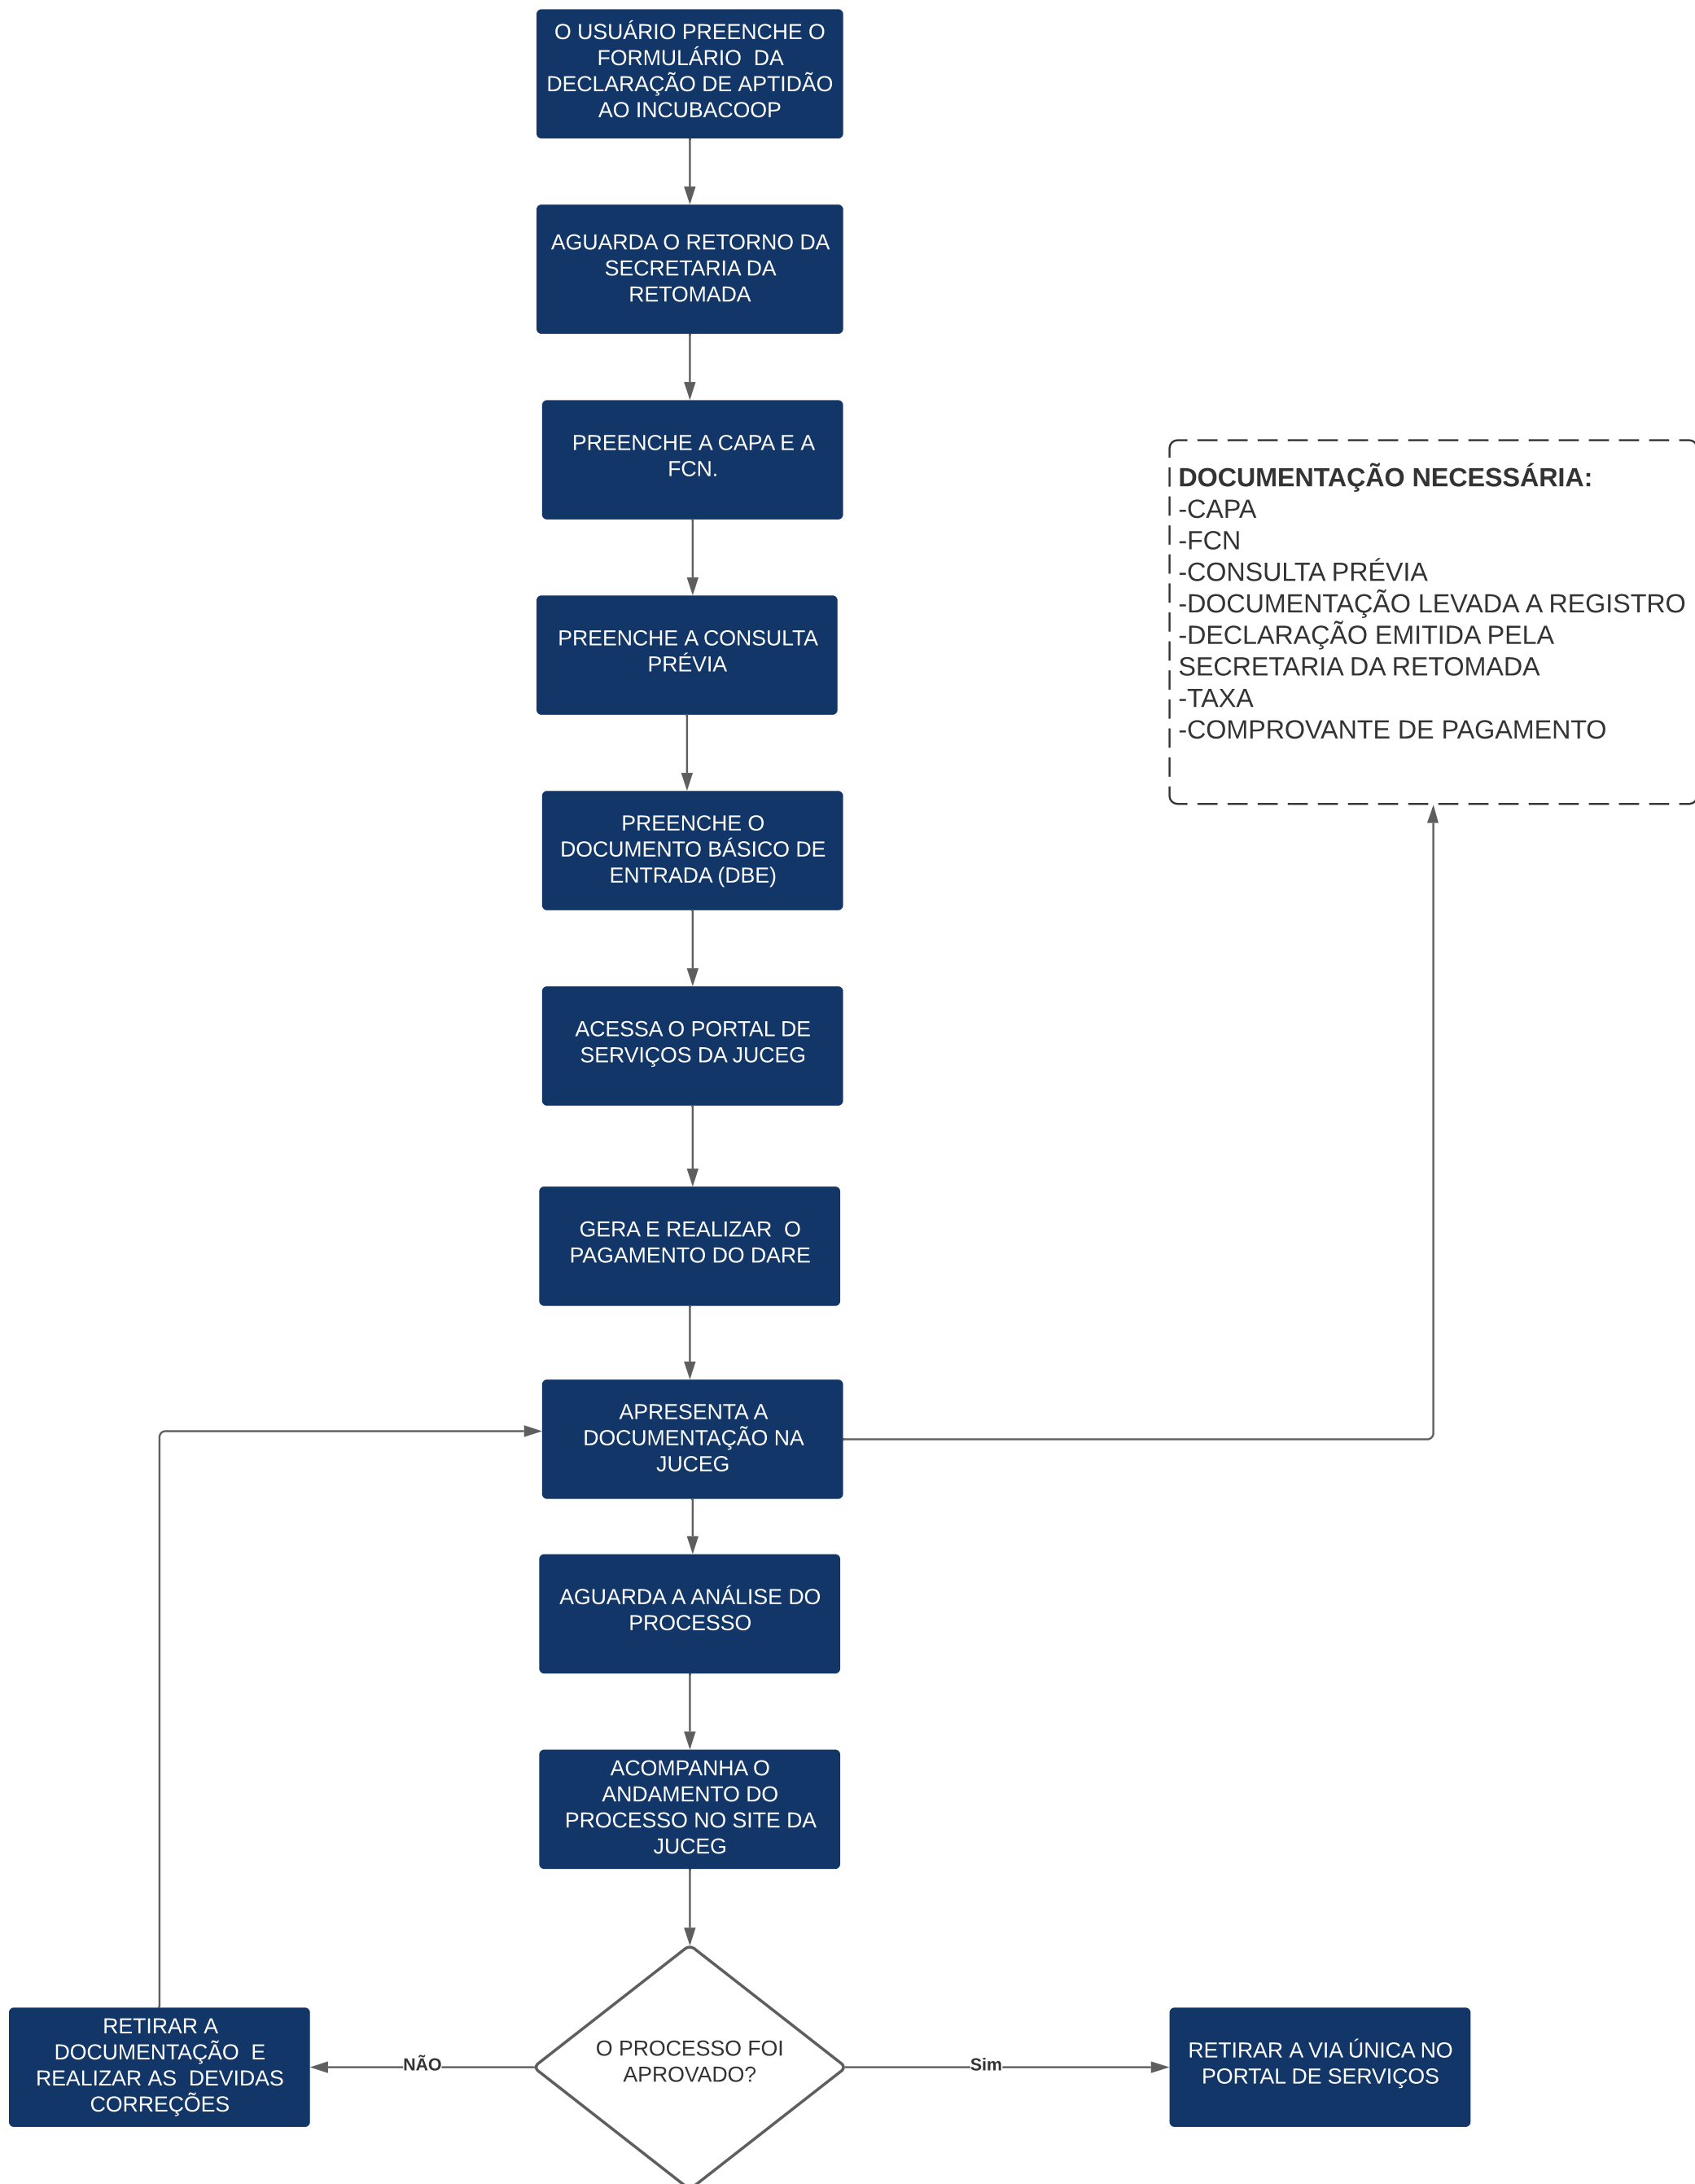 O USUÁRIO PREENCHE O
FORMULÁRIO  DA
DECLARAÇÃO DE APTIDÃO
AO INCUBACOOP
AGUARDA O RETORNO DA
SECRETARIA DA
RETOMADA
PREENCHE A CAPA E A
FCN.
DOCUMENTAÇÃO NECESSÁRIA:
-CAPA
-FCN
-CONSULTA PRÉVIA
-DOCUMENTAÇÃO LEVADA A REGISTRO
-DECLARAÇÃO EMITIDA PELA
SECRETARIA DA RETOMADA
-TAXA
-COMPROVANTE DE PAGAMENTO
PREENCHE A CONSULTA
PRÉVIA
PREENCHE O
DOCUMENTO BÁSICO DE
ENTRADA (DBE)
ACESSA O PORTAL DE
SERVIÇOS DA JUCEG
GERA E REALIZAR  O
PAGAMENTO DO DARE
APRESENTA A
DOCUMENTAÇÃO NA
JUCEG
AGUARDA A ANÁLISE DO
PROCESSO
ACOMPANHA O
ANDAMENTO DO
PROCESSO NO SITE DA
JUCEG
RETIRAR A
DOCUMENTAÇÃO  E
REALIZAR AS  DEVIDAS
CORREÇÕES
NÃO
O PROCESSO FOI
APROVADO?
Sim
RETIRAR A VIA ÚNICA NO
PORTAL DE SERVIÇOS